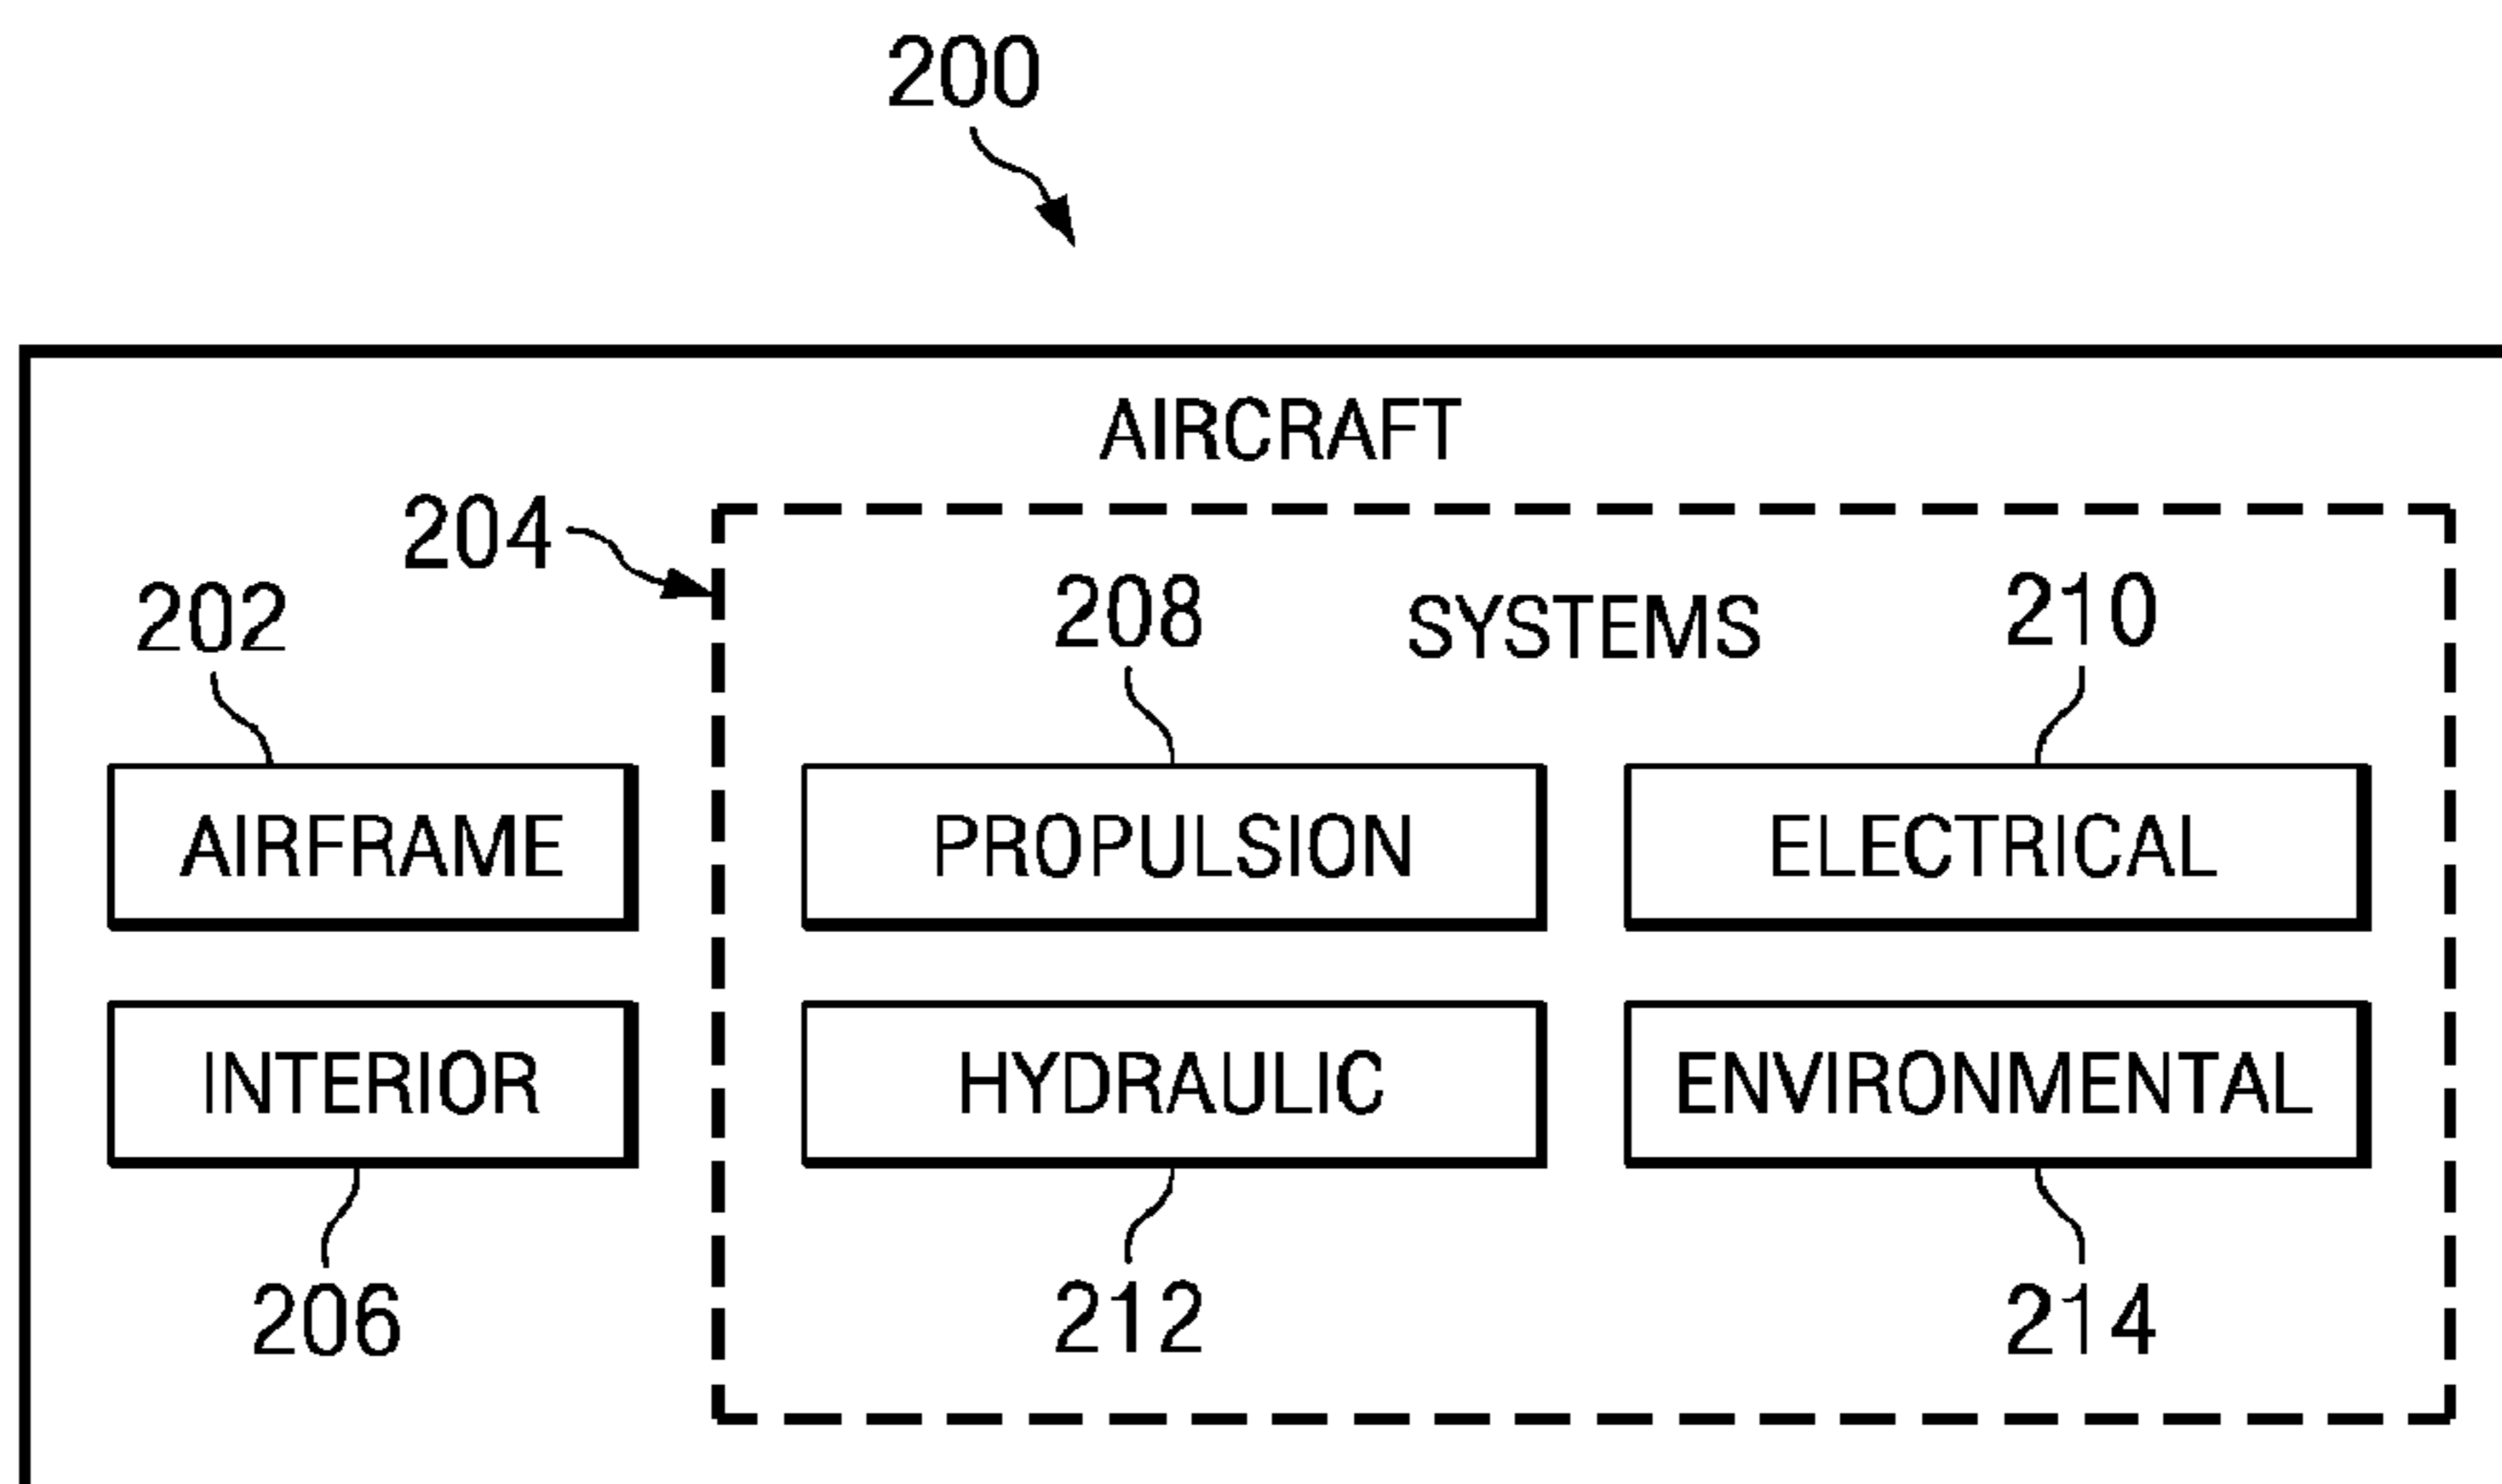 200
AIRCRAFT
204
202
208
SYSTEMS
210
AIRFRAME
PROPULSION
ELECTRICAL
INTERIOR
HYDRAULIC
ENVIRONMENTAL
206
212
214